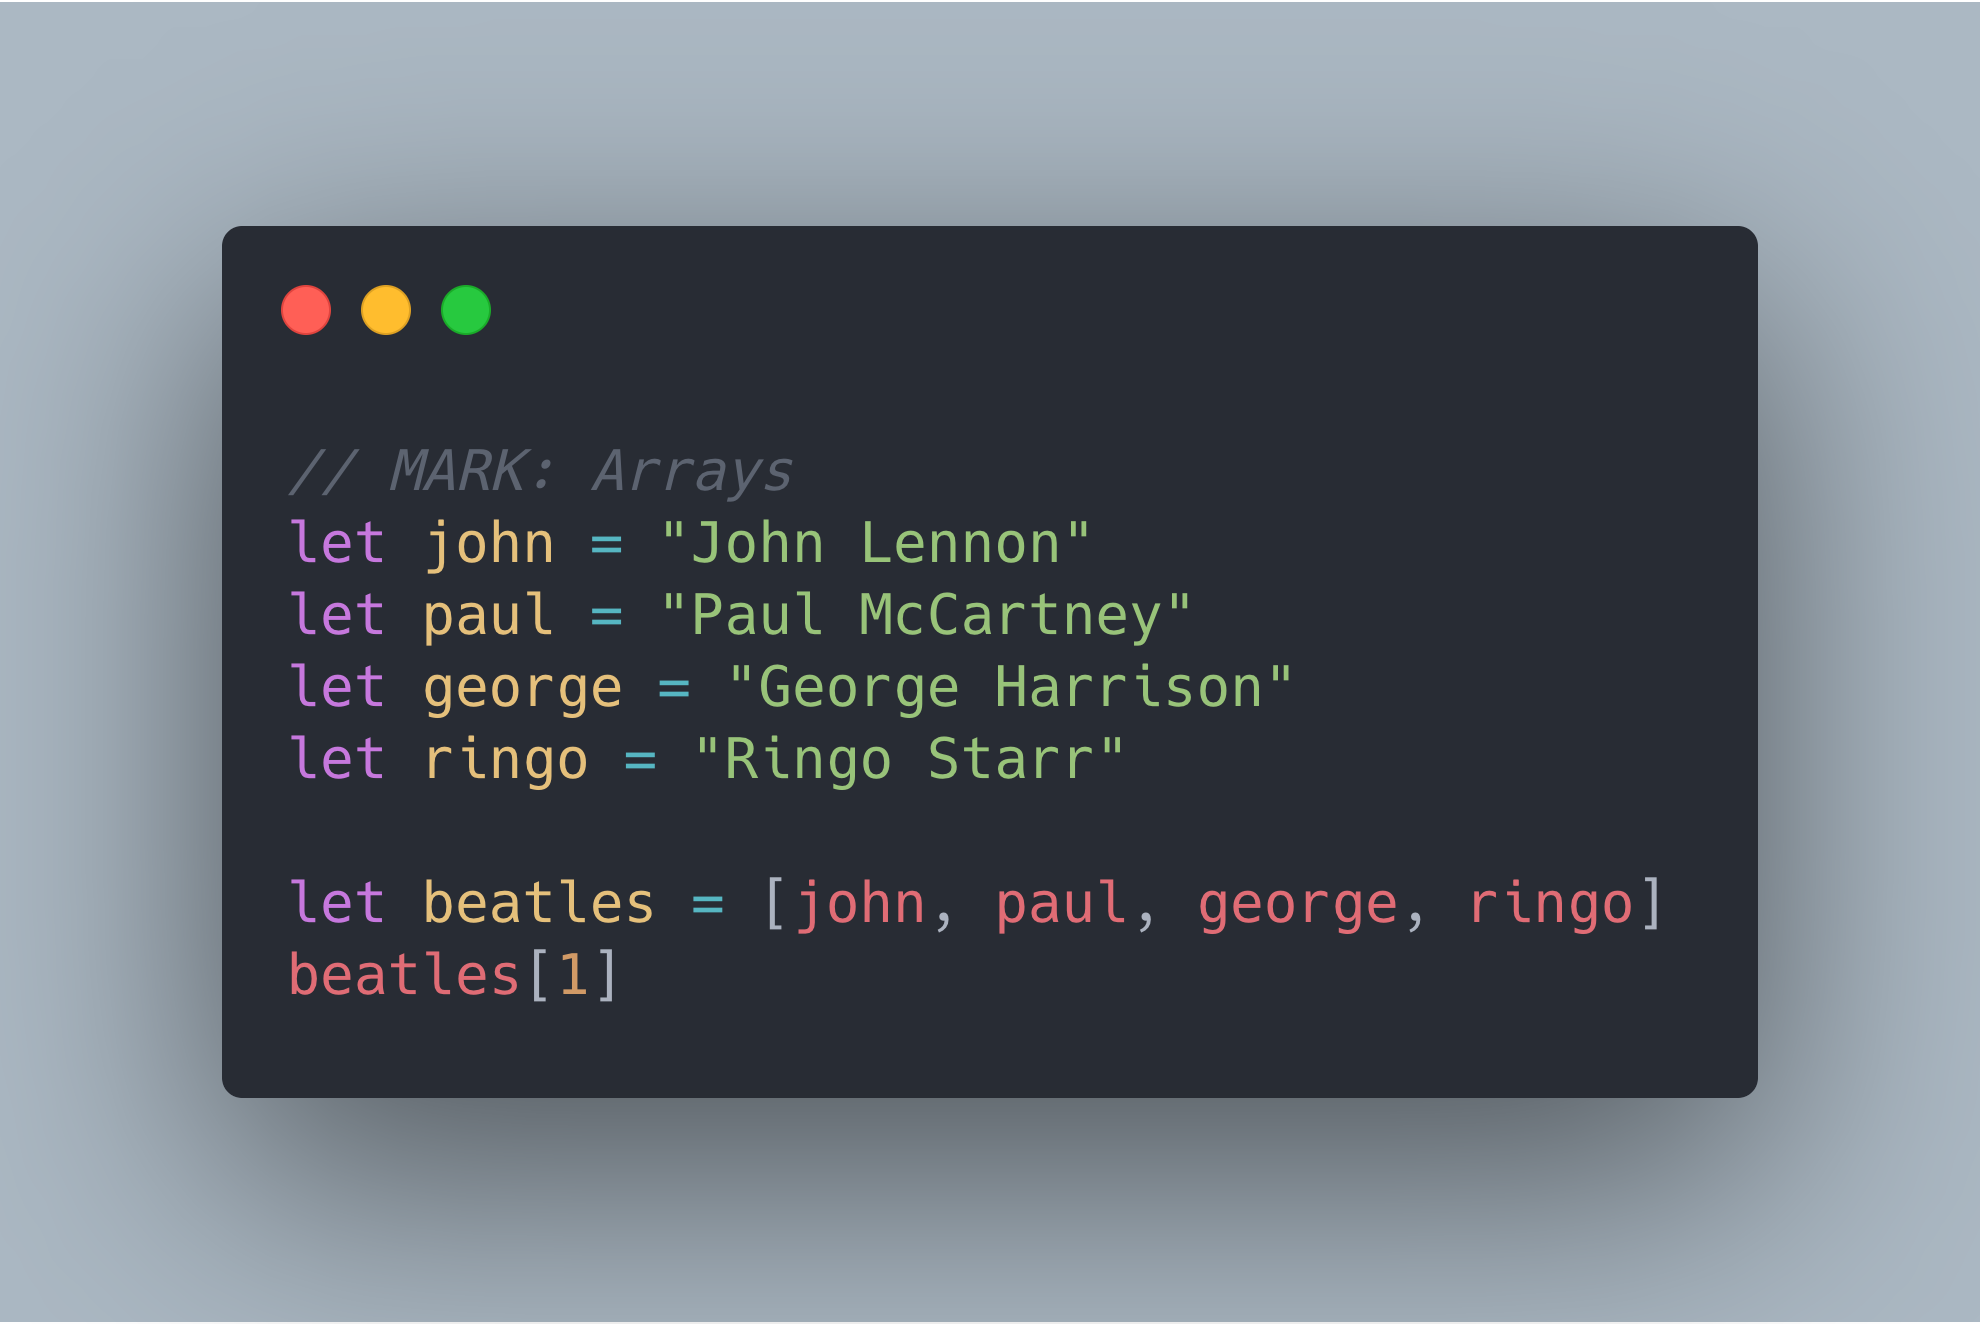 // MARK: Arrays
let john = "John Lennon"
let paul = "Paul McCartney"
let george = "George Harrison"
let ringo = "Ringo Starr"
let beatles = [john, paul, george, ringo]
beatles[1]